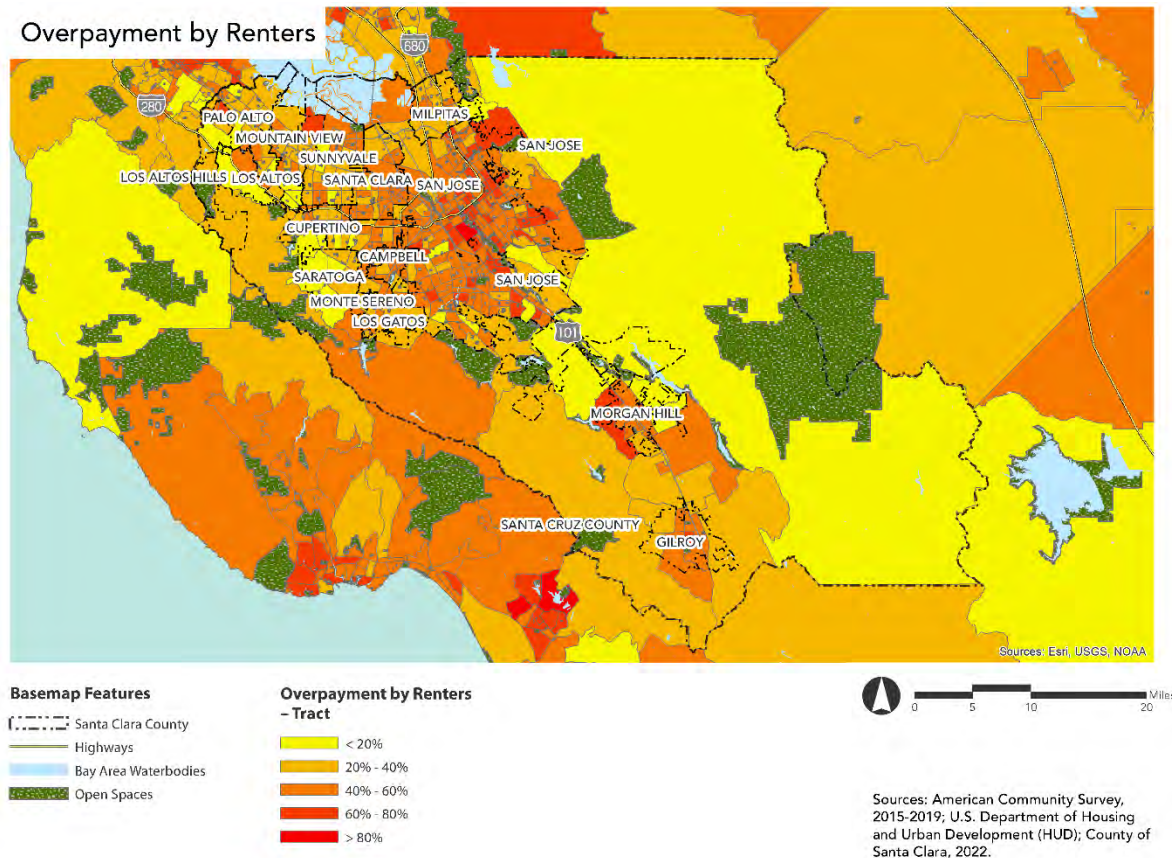 Overpayment by Renters
680
280
PALO ALTO
MILPITAS
MOUNTAIN VIEW
SAN JOSE
SUNNYVALE
LOS ALTOS HILLS
LOS ALTOS
SANTA CLARA
SAN JOSE
CUPERTINO
CAMPBELL
SARATOGA
SAN JOSE
MONTE SERENO
LOS GATOS
101
MORGAN HILL
SANTA CRUZ COUNTY
GILROY
Sources: Esri, USGS, NOAA
Basemap Features
Santa Clara County
Highways
Bay Area Waterbodies
Open Spaces
Overpayment by Renters
– Tract
< 20%
20% - 40%
40% - 60%
60% - 80%
> 80%
Miles
0 5 10 20
Sources: American Community Survey,
2015-2019; U.S. Department of Housing
and Urban Development (HUD); County of
Santa Clara, 2022.